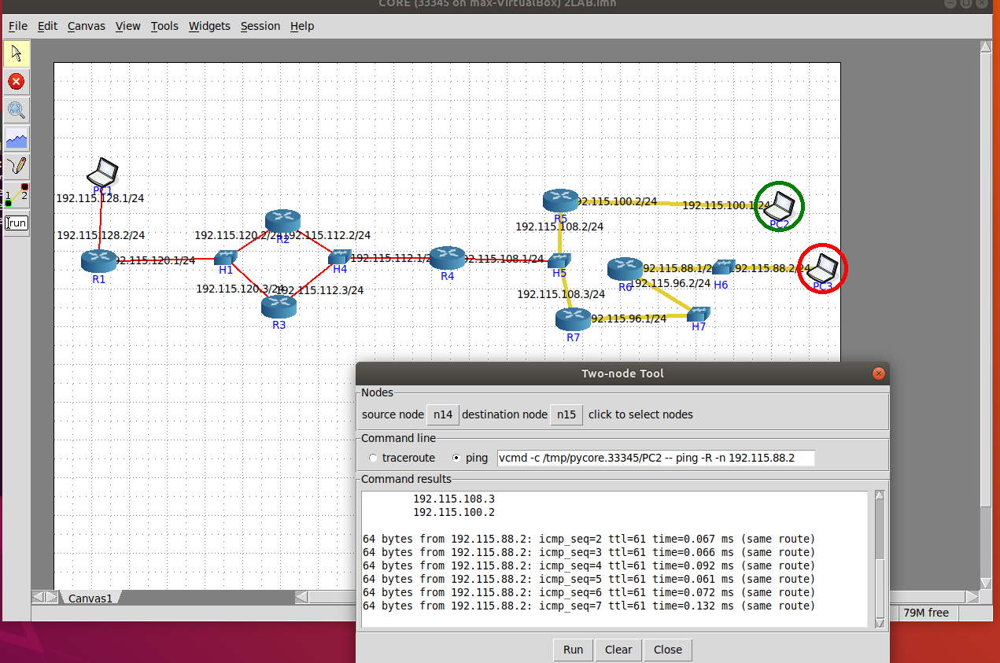 CORE (33345 on max-VirtualBox) 2LAB.imn
File Edit Canvas View Tools Widgets Session Help
1 2
run
PC1
192.115.128.1/24
192.115.128.2/24
R1
92.115.120.1/24
192.115.120.2/24
R2
92.115.112.2/24
H1
H4
192.115.112.1/2
R4
92.115.108.1/24
192.115.120.3/24
92.115.112.3/24
R3
R5
92.115.100.2/24
192.115.100.1/24
PC2
192.115.108.2/24
H5
92.115.88.1/2
192.115.96.2/24
R6
H6
92.115.88.2/24
PC3
192.115.108.3/24
R7
92.115.96.1/24
H7
Two-node Tool
Nodes
source node n14 destination node n15 click to select nodes
Command line
traceroute ping vcmd -c /tmp/pycore.33345/PC2 -- ping -R -n 192.115.88.2
Command results
192.115.108.3
192.115.100.2
64 bytes from 192.115.88.2: icmp_seq=2 ttl=61 time=0.067 ms (same route)
64 bytes from 192.115.88.2: icmp_seq=3 ttl=61 time=0.066 ms (same route)
64 bytes from 192.115.88.2: icmp_seq=4 ttl=61 time=0.092 ms (same route)
64 bytes from 192.115.88.2: icmp_seq=5 ttl=61 time=0.061 ms (same route)
64 bytes from 192.115.88.2: icmp_seq=6 ttl=61 time=0.072 ms (same route)
64 bytes from 192.115.88.2: icmp_seq=7 ttl=61 time=0.132 ms (same route)
Run Clear Close
Canvas1
79M free